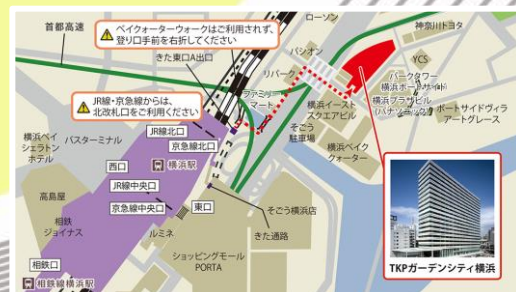 首都高速
ベイクォーターウォークはご利用されず、
登り口手前を右折してください
きた東口A出口
ローソン
神奈川トヨタ
パシオン
リパーク
YCS
パークタワー
横浜ポートサイド
横浜プラザビル
ファミリー
マート
横浜イースト
スクエアビル
ポートサイドヴィラ
アートグレース
JR線・京急線からは、
北改札口をご利用ください
そごう
駐車場
横浜ベイ
クォーター
横浜ベイ
シェラトン
ホテル
バスターミナル
JR線北口
京急線北口
西口
横浜駅
JR線中央口
高島屋
京急線中央口
東口
そごう横浜店
相鉄
ジョイナス
ルミネ
きた通路
ショッピングモール
PORTA
相鉄口
相鉄線横浜駅
TKPガーデンシティ横浜